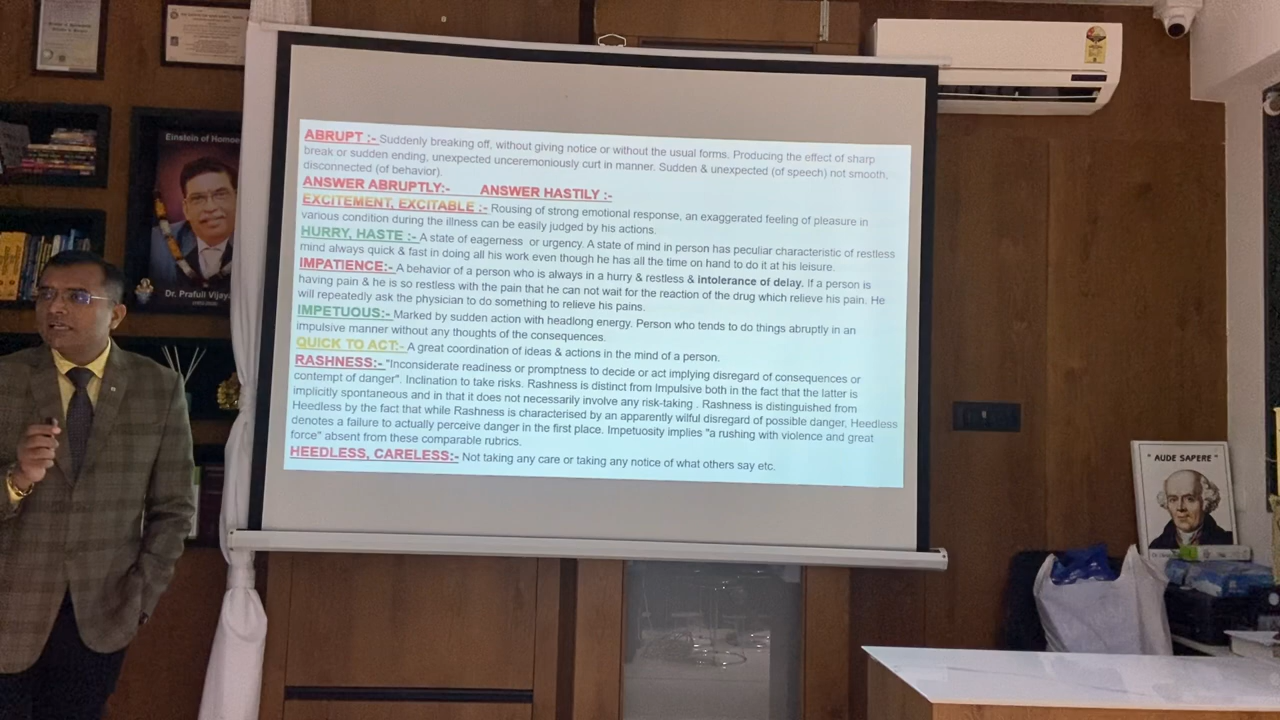 Einstein of Homoe
Dr. Prafull Vijay
ABRUPT :- Suddenly breaking off, without giving notice or without the usual forms. Producing the effect of sharp
break or sudden ending, unexpected unceremoniously curt in manner. Sudden & unexpected (of speech) not smooth,
disconnected (of behavior).
ANSWER ABRUPTLY:- ANSWER HASTILY :-
EXCITEMENT, EXCITABLE :- Rousing of strong emotional response, an exaggerated feeling of pleasure in
various condition during the illness can be easily judged by his actions.
HURRY, HASTE :- A state of eagerness or urgency. A state of mind in person has peculiar characteristic of restless
mind always quick & fast in doing all his work even though he has all the time on hand to do it at his leisure.
IMPATIENCE:- A behavior of a person who is always in a hurry & restless & intolerance of delay. If a person is
having pain & he is so restless with the pain that he can not wait for the reaction of the drug which relieve his pain. He
will repeatedly ask the physician to do something to relieve his pains.
IMPETUOUS:- Marked by sudden action with headlong energy. Person who tends to do things abruptly in an
impulsive manner without any thoughts of the consequences.
QUICK TO ACT:- A great coordination of ideas & actions in the mind of a person.
RASHNESS:- "Inconsiderate readiness or promptness to decide or act implying disregard of consequences or
contempt of danger". Inclination to take risks. Rashness is distinct from Impulsive both in the fact that the latter is
implicitly spontaneous and in that it does not necessarily involve any risk-taking . Rashness is distinguished from
Heedless by the fact that while Rashness is characterised by an apparently wilful disregard of possible danger, Heedless
denotes a failure to actually perceive danger in the first place. Impetuosity implies "a rushing with violence and great
force" absent from these comparable rubrics.
HEEDLESS, CARELESS:- Not taking any care or taking any notice of what others say etc.
" AUDE SAPERE "